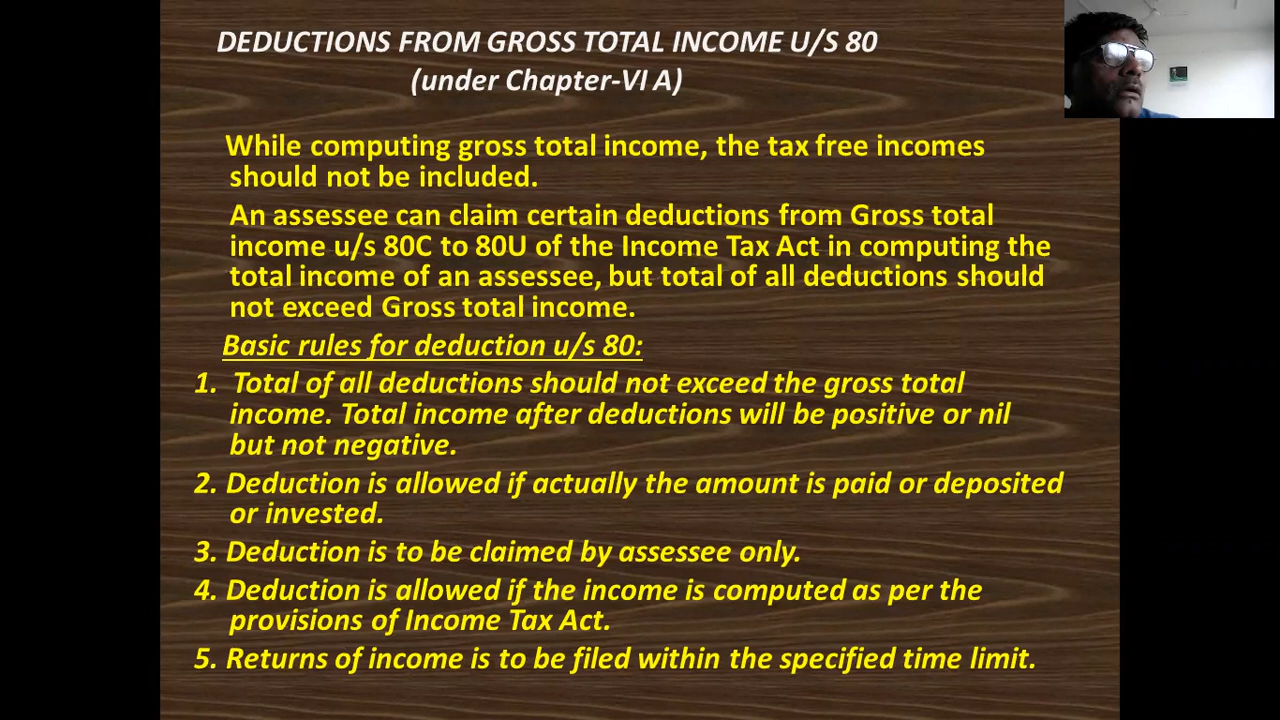 DEDUCTIONS FROM GROSS TOTAL INCOME U/S 80
(under Chapter-VI A)
While computing gross total income, the tax free incomes
should not be included.
An assessee can claim certain deductions from Gross total
income u/s 80C to 80U of the Income Tax Act in computing the
total income of an assessee, but total of all deductions should
not exceed Gross total income.
Basic rules for deduction u/s 80:
1. Total of all deductions should not exceed the gross total
income. Total income after deductions will be positive or nil
but not negative.
2. Deduction is allowed if actually the amount is paid or deposited
or invested.
3. Deduction is to be claimed by assessee only.
4. Deduction is allowed if the income is computed as per the
provisions of Income Tax Act.
5. Returns of income is to be filed within the specified time limit.